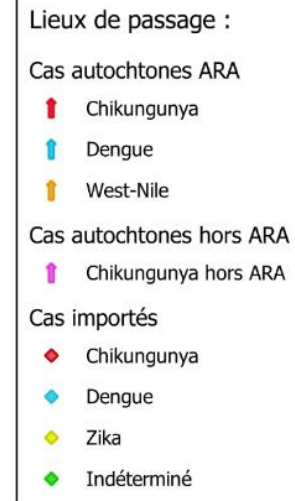 Lieux de passage :
Cas autochtones ARA
Chikungunya
Dengue
West-Nile
Cas autochtones hors ARA
Chikungunya hors ARA
Cas importés
Chikungunya
Dengue
Zika
Indéterminé